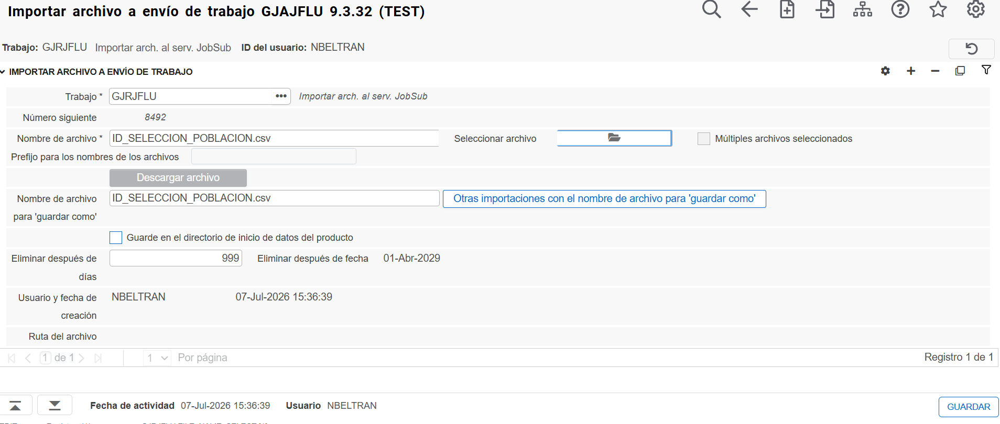 Importar archivo a envío de trabajo GJAJFLU 9.3.32 (TEST)
Trabajo: GJRJFLU Importar arch. al serv. JobSub ID del usuario: NBELTRAN
IMPORTAR ARCHIVO A ENVÍO DE TRABAJO
Trabajo * GJRJFLU ••• Importar arch. al serv. JobSub
Número siguiente 8492
Nombre de archivo * ID_SELECCION_POBLACION.csv Seleccionar archivo Múltiples archivos seleccionados
Prefijo para los nombres de los archivos
Descargar archivo
Nombre de archivo ID_SELECCION_POBLACION.csv Otras importaciones con el nombre de archivo para 'guardar como'
para 'guardar como'
Guarde en el directorio de inicio de datos del producto
Eliminar después de 999 Eliminar después de fecha 01-Abr-2029
días
Usuario y fecha de NBELTRAN 07-Jul-2026 15:36:39
creación
Ruta del archivo
1 de 1 1 Por página Registro 1 de 1
Fecha de actividad 07-Jul-2026 15:36:39 Usuario NBELTRAN GUARDAR